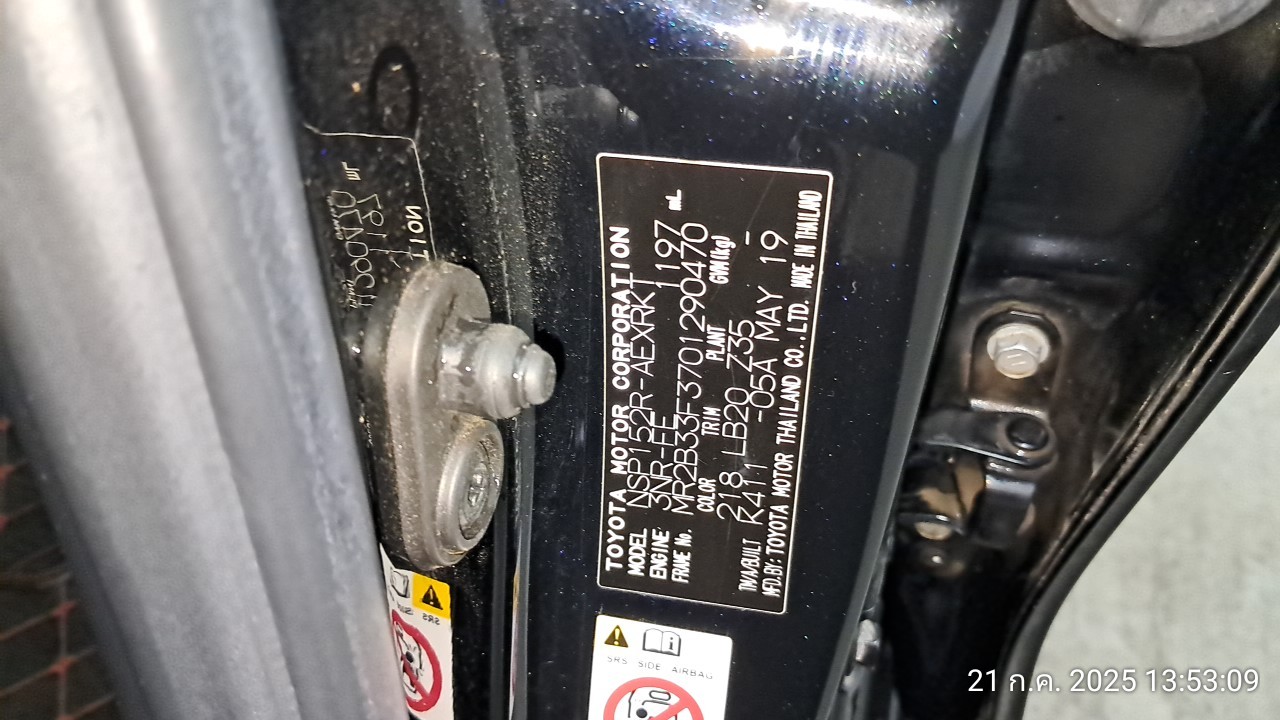 TOYOTA MOTOR CORPORATION
MODEL NSP152R-AEXRKT
ENGINE 3NR-FE 1197 mL
FRAME No. MR2B33F3701290470
COLOR TRIM PLANT GVW(kg)
218 LB20 Z35 -
TM/A/BUILT R411 -05A MAY 19
MFD.BY: TOYOTA MOTOR THAILAND CO.,LTD. MADE IN THAILAND
SRS SIDE AIRBAG
SRS
21 ก.ค. 2025 13:53:09